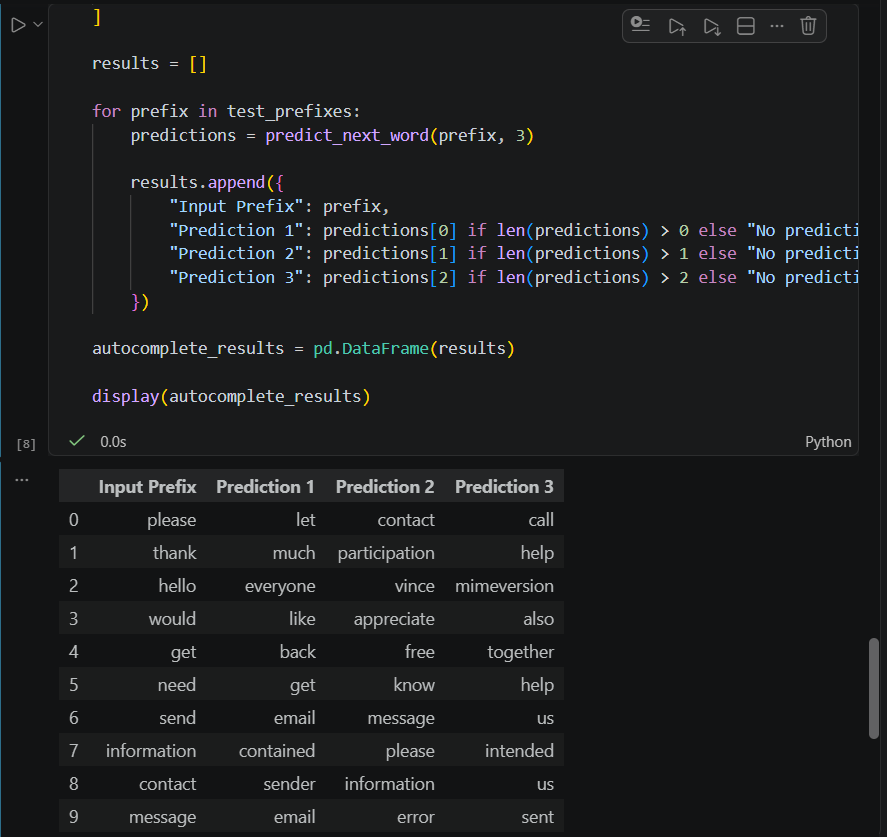 ]
results = []
for prefix in test_prefixes:
    predictions = predict_next_word(prefix, 3)
    results.append({
        "Input Prefix": prefix,
        "Prediction 1": predictions[0] if len(predictions) > 0 else "No predicti
        "Prediction 2": predictions[1] if len(predictions) > 1 else "No predicti
        "Prediction 3": predictions[2] if len(predictions) > 2 else "No predicti
    })
autocomplete_results = pd.DataFrame(results)
display(autocomplete_results)
[8] 0.0s Python
Input Prefix Prediction 1 Prediction 2 Prediction 3
0 please let contact call
1 thank much participation help
2 hello everyone vince mimeversion
3 would like appreciate also
4 get back free together
5 need get know help
6 send email message us
7 information contained please intended
8 contact sender information us
9 message email error sent